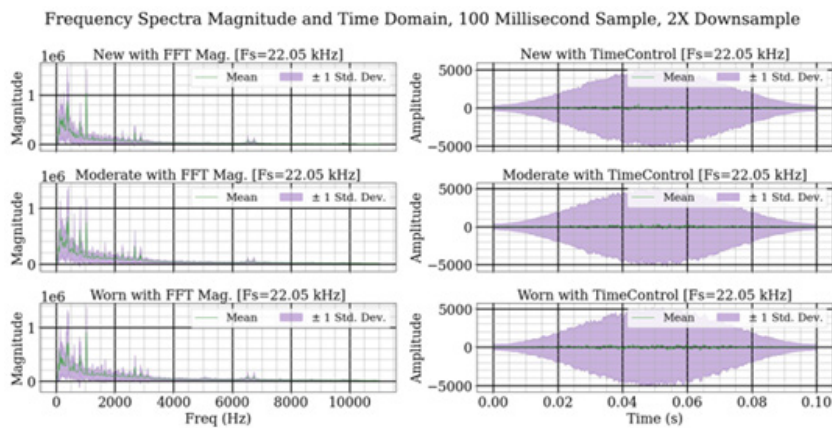 Frequency Spectra Magnitude and Time Domain, 100 Millisecond Sample, 2X Downsample
New with FFT Mag. [Fs=22.05 kHz]
1e6
Mean
± 1 Std. Dev.
1
0
Magnitude
New with TimeControl [Fs=22.05 kHz]
Mean
± 1 Std. Dev.
5000
0
−5000
Amplitude
Moderate with FFT Mag. [Fs=22.05 kHz]
1e6
Mean
± 1 Std. Dev.
1
0
Magnitude
Moderate with TimeControl [Fs=22.05 kHz]
Mean
± 1 Std. Dev.
5000
0
−5000
Amplitude
Worn with FFT Mag. [Fs=22.05 kHz]
1e6
Mean
± 1 Std. Dev.
1
0
Magnitude
0 2000 4000 6000 8000 10000
Freq (Hz)
Worn with TimeControl [Fs=22.05 kHz]
Mean
± 1 Std. Dev.
5000
0
−5000
Amplitude
0.00 0.02 0.04 0.06 0.08 0.10
Time (s)